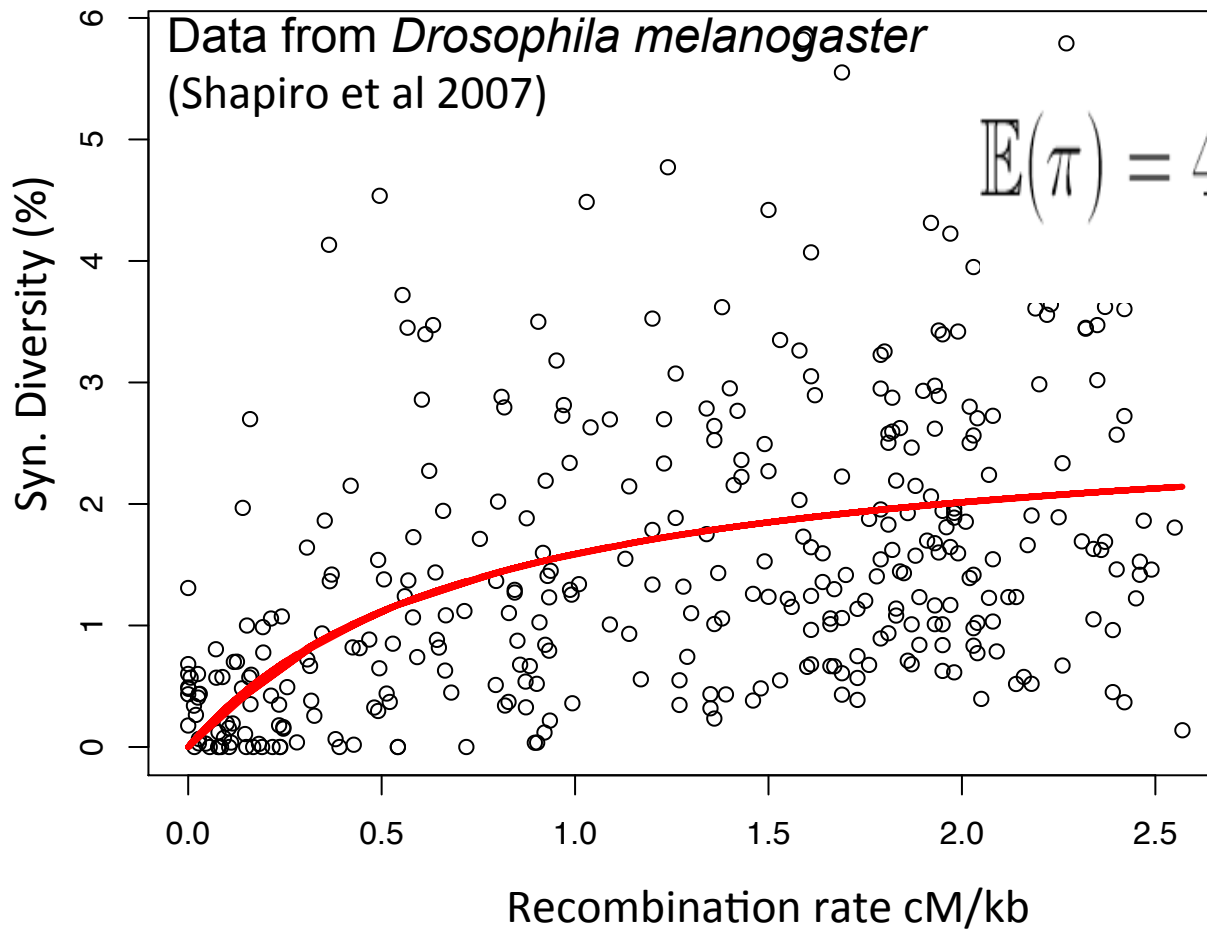 Data from Drosophila melanogaster
(Shapiro et al 2007)
𝔼(π) = 4
Syn. Diversity (%)
6
5
4
3
2
1
0
0.0 0.5 1.0 1.5 2.0 2.5
Recombination rate cM/kb